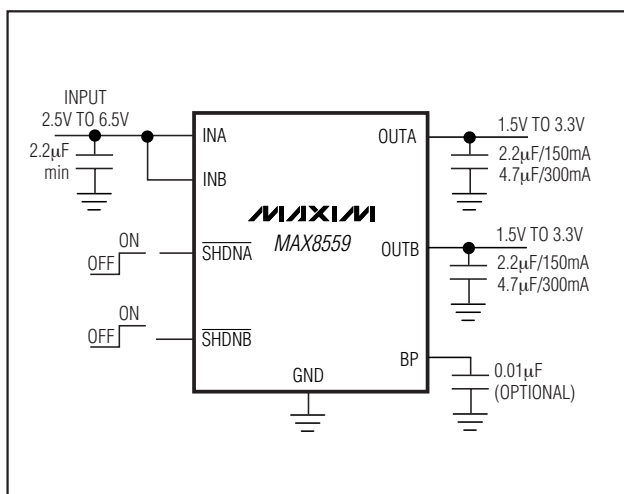 INPUT
2.5V TO 6.5V
2.2µF
min
INA
INB
ON
OFF
SHDNA
ON
OFF
SHDNB
MAXIM
MAX8559
GND
OUTA
1.5V TO 3.3V
2.2µF/150mA
4.7µF/300mA
OUTB
1.5V TO 3.3V
2.2µF/150mA
4.7µF/300mA
BP
0.01µF
(OPTIONAL)